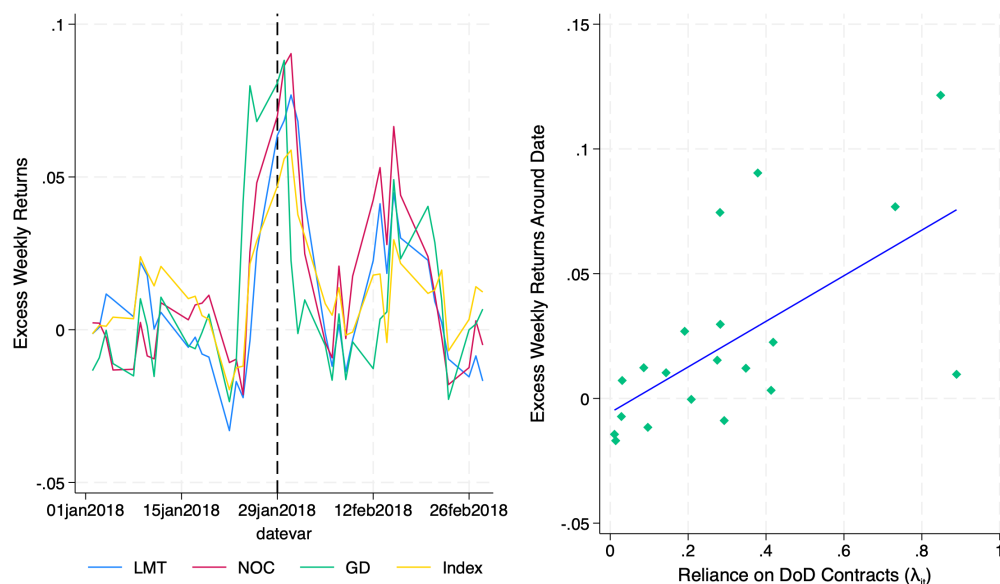 Excess Weekly Returns
.1
.05
0
-.05
01jan2018 15jan2018 29jan2018 12feb2018 26feb2018
datevar
LMT NOC GD Index
Excess Weekly Returns Around Date
.15
.1
.05
0
-.05
0 .2 .4 .6 .8 1
Reliance on DoD Contracts (λ